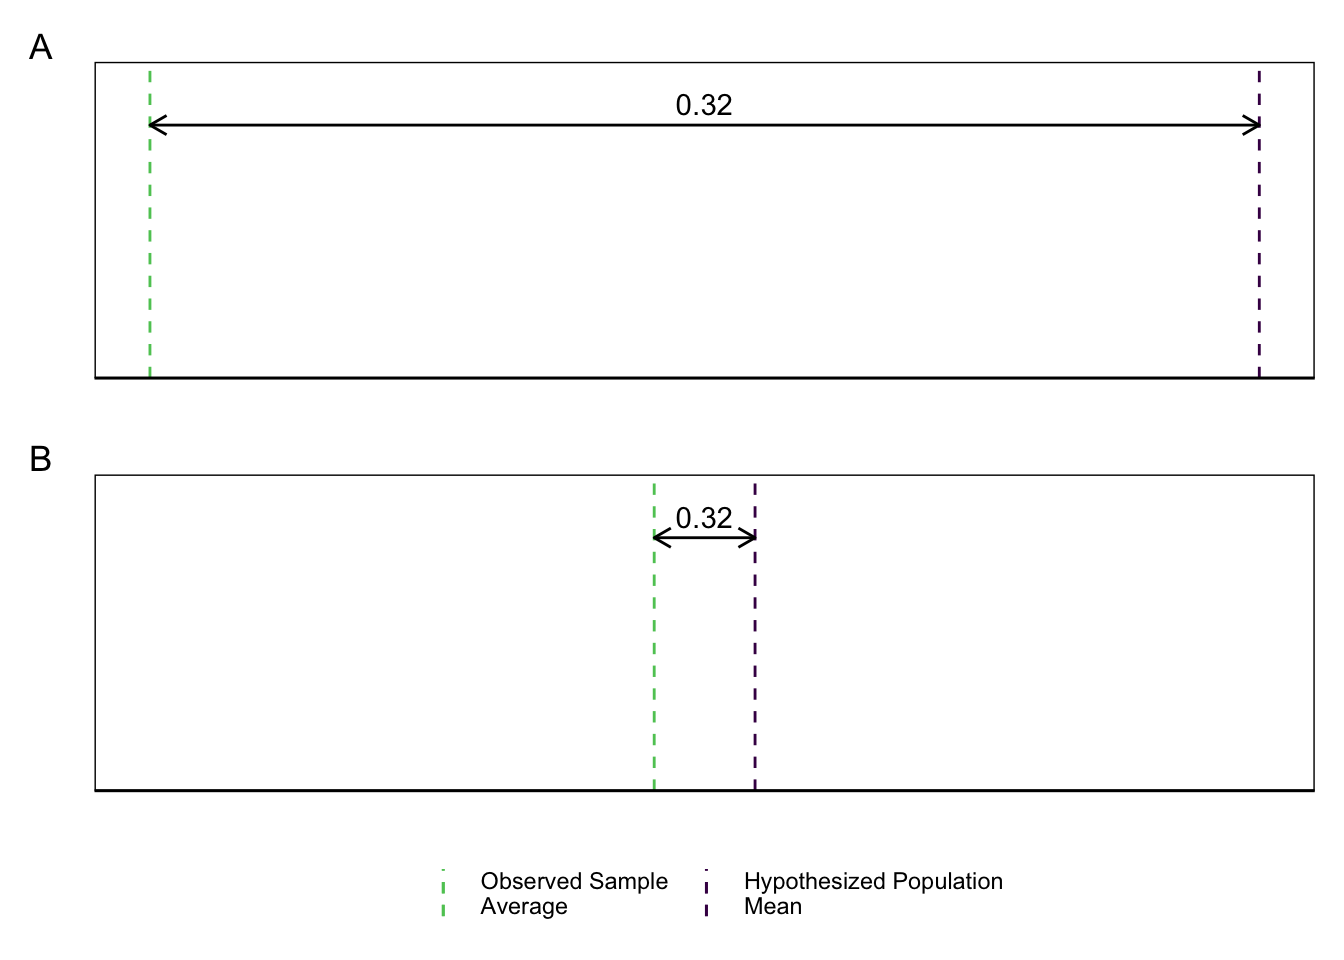 A
0.32
B
0.32
Observed Sample
Average
Hypothesized Population
Mean